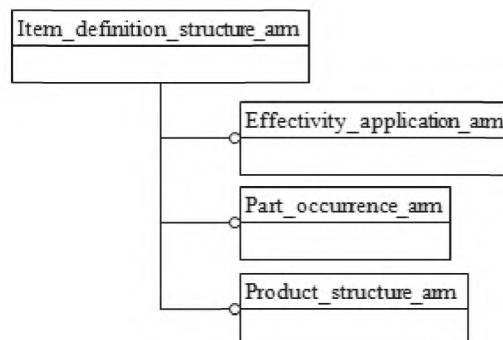 Item_definition_structure_arm
Effectivity_application_arm
Part_occurrence_arm
Product_structure_arm